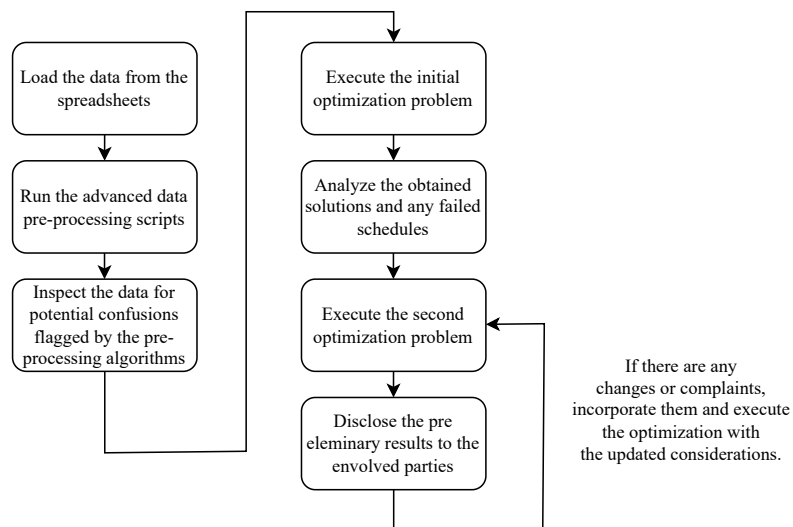 Load the data from the
spreadsheets
Run the advanced data
pre-processing scripts
Inspect the data for
potential confusions
flagged by the pre-
processing algorithms
Execute the initial
optimization problem
Analyze the obtained
solutions and any failed
schedules
Execute the second
optimization problem
Disclose the pre
eleminary results to the
envolved parties
If there are any
changes or complaints,
incorporate them and execute
the optimization with
the updated considerations.